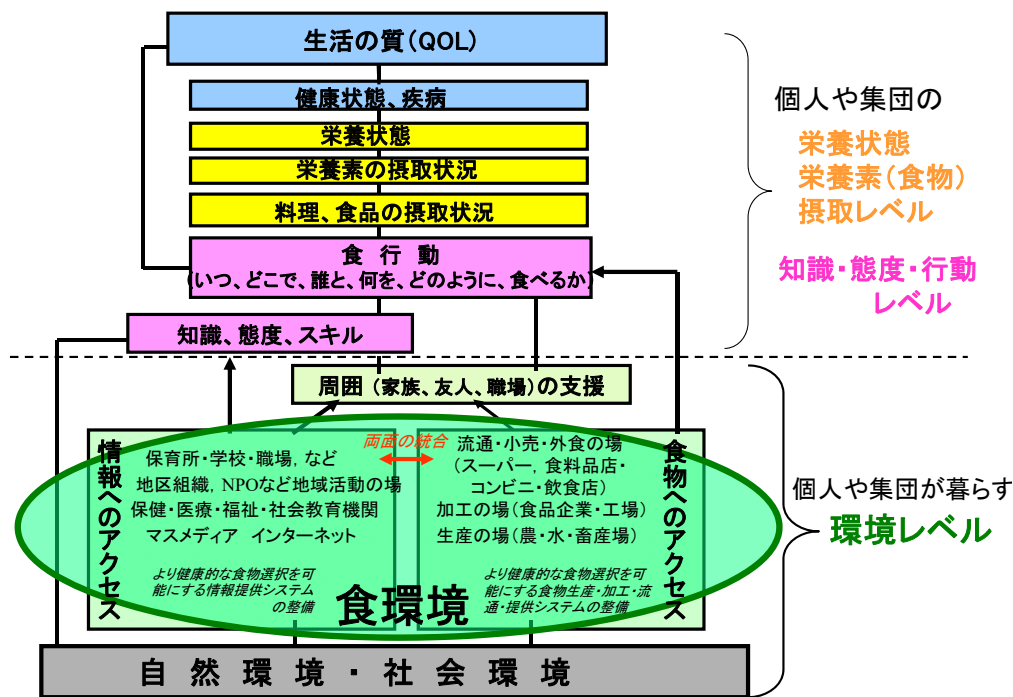 生活の質(QOL)
健康状態、疾病
栄養状態
栄養素の摂取状況
料理、食品の摂取状況
食 行 動
(いつ、どこで、誰と、何を、どのように、食べるか)
知識、態度、スキル
個人や集団の
栄養状態
栄養素(食物)
摂取レベル
知識・態度・行動
レベル
周囲(家族、友人、職場)の支援
情報へのアクセス
保育所・学校・職場, など
地区組織, NPOなど地域活動の場
保健・医療・福祉・社会教育機関
マスメディア インターネット
より健康的な食物選択を可
能にする情報提供システム
の整備
両面の統合
流通・小売・外食の場
(スーパー, 食料品店・
コンビニ・飲食店)
加工の場(食品企業・工場)
生産の場(農・水・畜産場)
より健康的な食物選択を可
能にする食物生産・加工・流
通・提供システムの整備
食物へのアクセス
食環境
個人や集団が暮らす
環境レベル
自 然 環 境 ・ 社 会 環 境